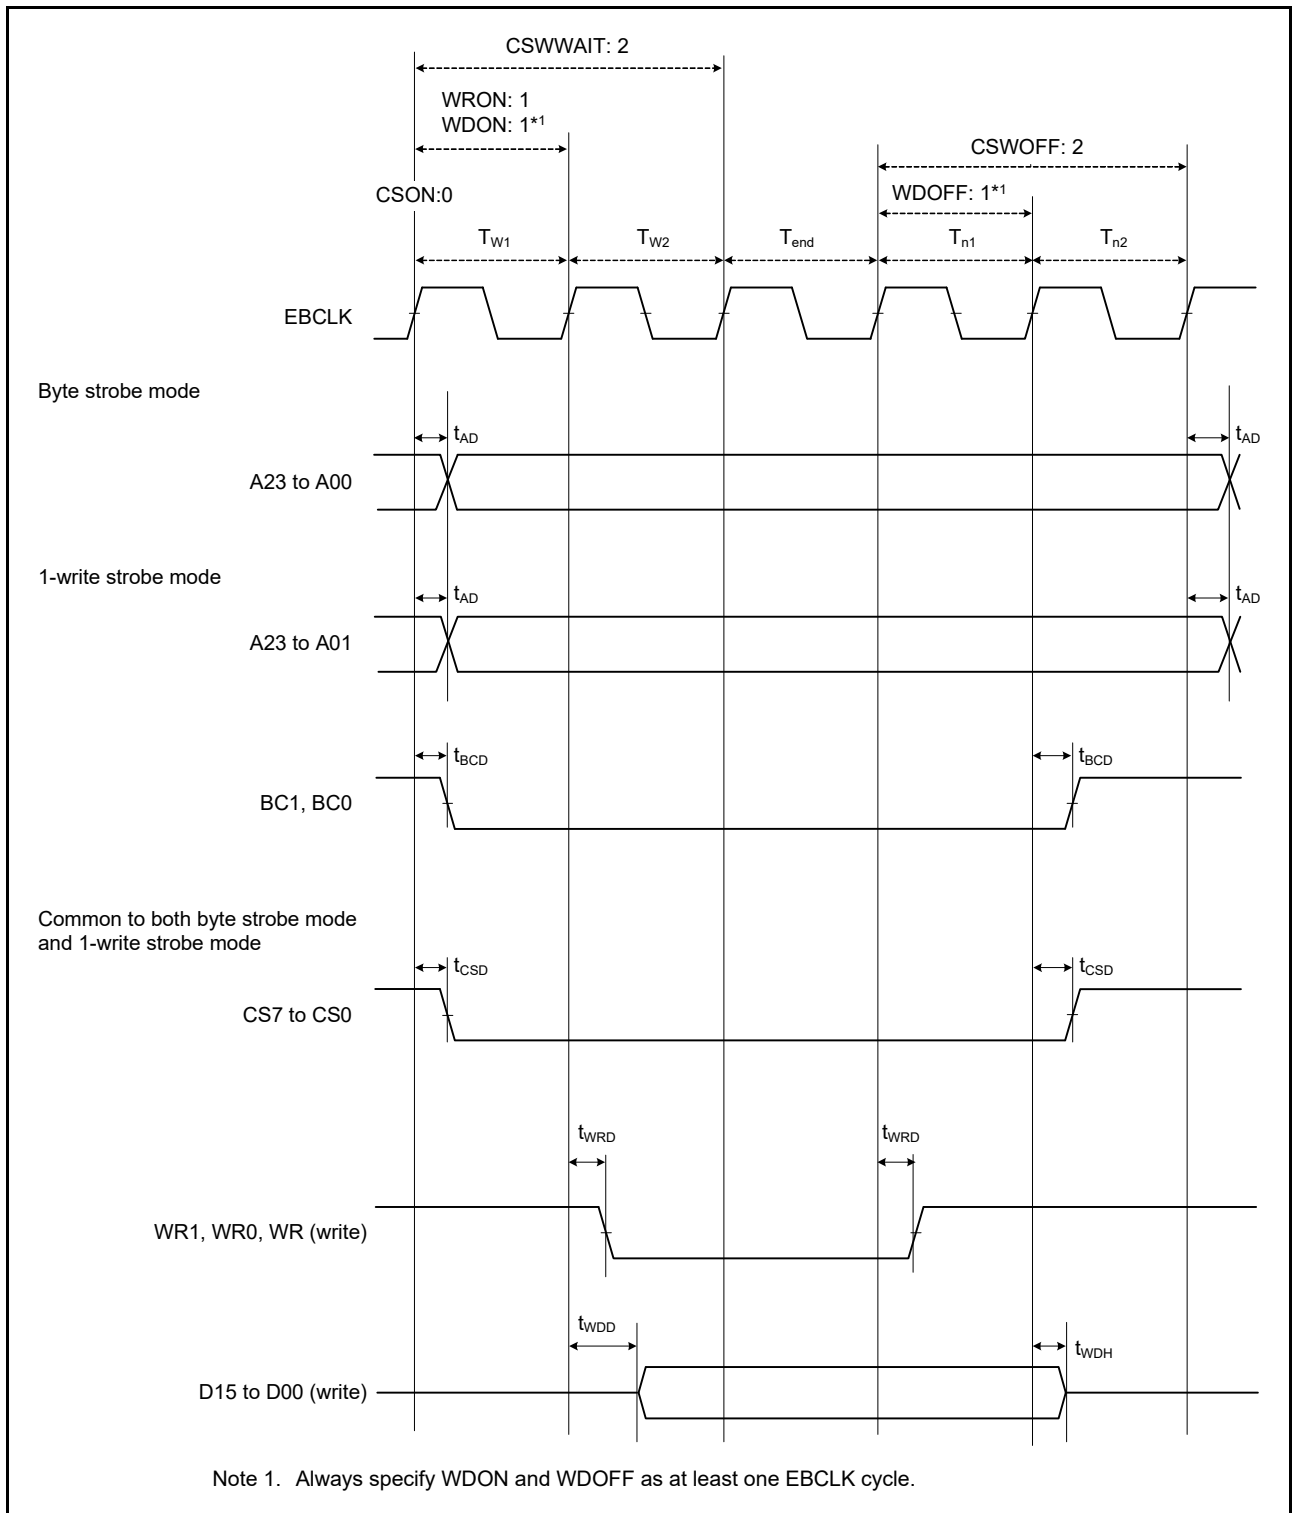 CSWWAIT: 2
WRON: 1
WDON: 1*1
CSWOFF: 2
WDOFF: 1*1
CSON:0
TW1 TW2 Tend Tn1 Tn2
EBCLK
Byte strobe mode
tAD tAD
A23 to A00
1-write strobe mode
tAD tAD
A23 to A01
tBCD tBCD
BC1, BC0
Common to both byte strobe mode
and 1-write strobe mode
tCSD tCSD
CS7 to CS0
tWRD tWRD
WR1, WR0, WR (write)
tWDD tWDH
D15 to D00 (write)
Note 1. Always specify WDON and WDOFF as at least one EBCLK cycle.